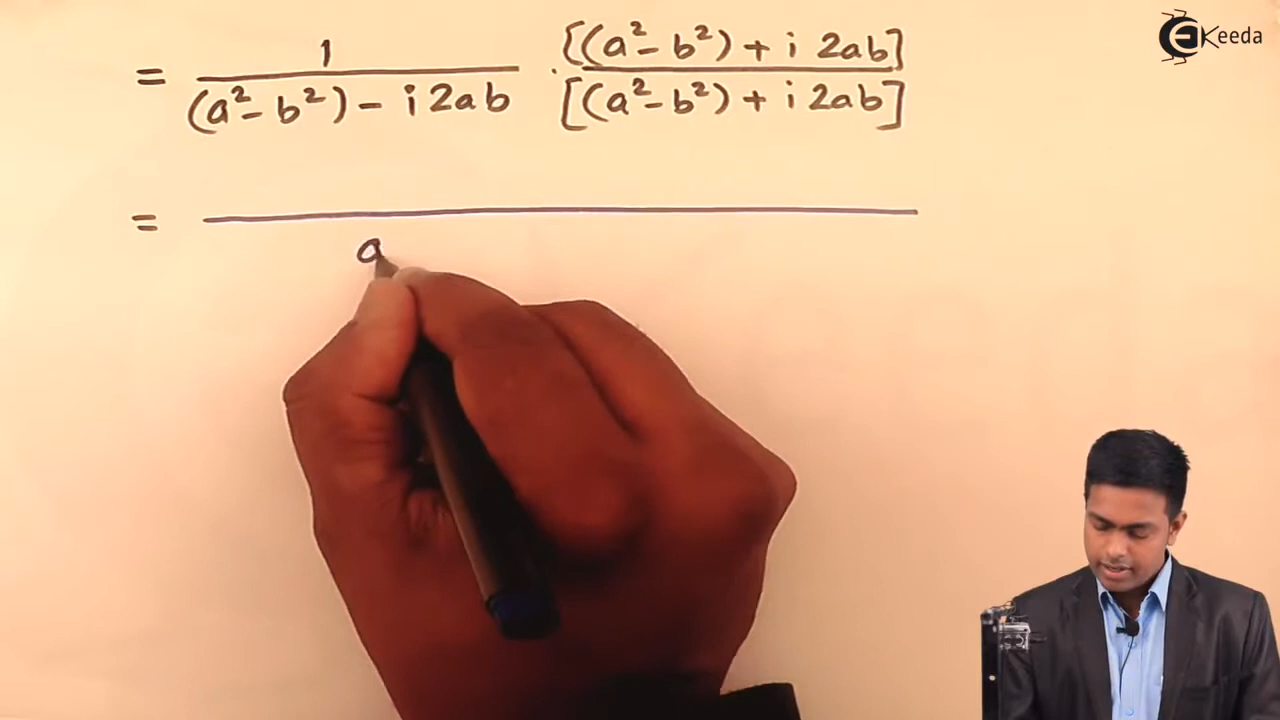 = 1 / ((a² - b²) - i 2ab) · [(a² - b²) + i 2ab] / [(a² - b²) + i 2ab]
= / a
Keeda